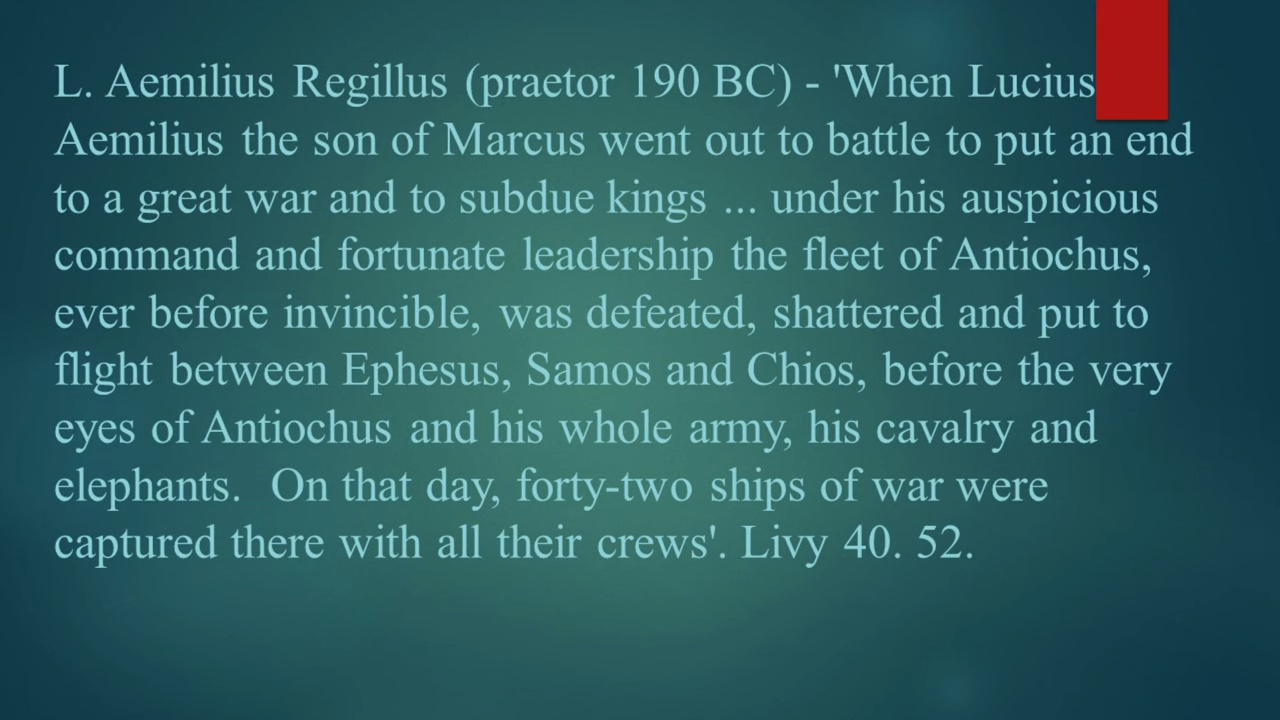 L. Aemilius Regillus (praetor 190 BC) - 'When Lucius
Aemilius the son of Marcus went out to battle to put an end
to a great war and to subdue kings ... under his auspicious
command and fortunate leadership the fleet of Antiochus,
ever before invincible, was defeated, shattered and put to
flight between Ephesus, Samos and Chios, before the very
eyes of Antiochus and his whole army, his cavalry and
elephants.  On that day, forty-two ships of war were
captured there with all their crews'. Livy 40. 52.